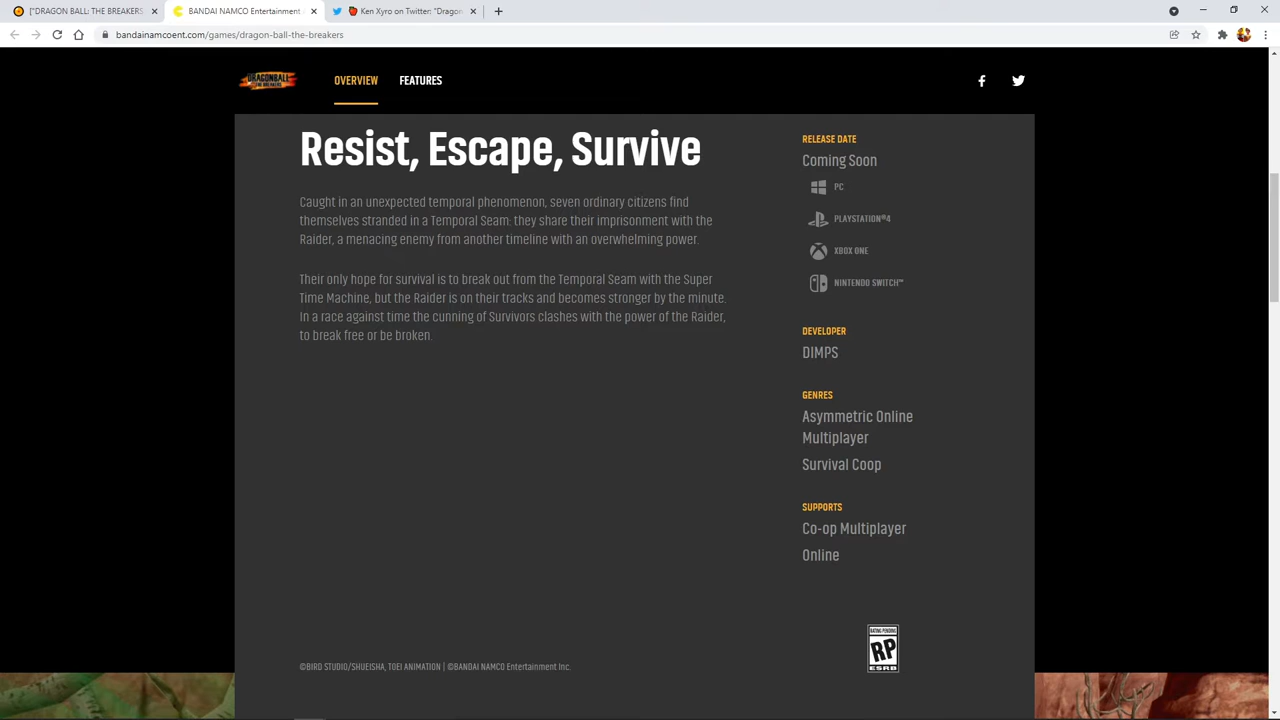 ["DRAGON BALL: THE BREAKERS
BANDAI NAMCO Entertainment
Ken Xyro on Twitter: "Dragon
bandainamcoent.com/games/dragon-ball-the-breakers
DRAGONBALL
THE BREAKERS
OVERVIEW
FEATURES
Resist, Escape, Survive
Caught in an unexpected temporal phenomenon, seven ordinary citizens find
themselves stranded in a Temporal Seam: they share their imprisonment with the
Raider, a menacing enemy from another timeline with an overwhelming power.
Their only hope for survival is to break out from the Temporal Seam with the Super
Time Machine, but the Raider is on their tracks and becomes stronger by the minute.
In a race against time the cunning of Survivors clashes with the power of the Raider,
to break free or be broken.
RELEASE DATE
Coming Soon
PC
PLAYSTATION®4
XBOX ONE
NINTENDO SWITCH™
DEVELOPER
DIMPS
GENRES
Asymmetric Online
Multiplayer
Survival Coop
SUPPORTS
Co-op Multiplayer
Online
RATING PENDING
RP
ESRB
©BIRD STUDIO/SHUEISHA, TOEI ANIMATION | ©BANDAI NAMCO Entertainment Inc.